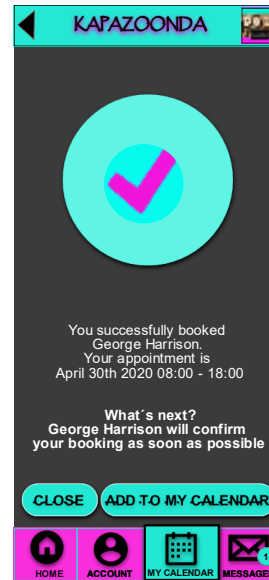 KAPAZOONDA
You successfully booked
George Harrison.
Your appointment is
April 30th 2020 08:00 - 18:00
What´s next?
George Harrison will confirm
your booking as soon as possible
CLOSE ADD TO MY CALENDAR
1
HOME ACCOUNT MY CALENDAR MESSAGE